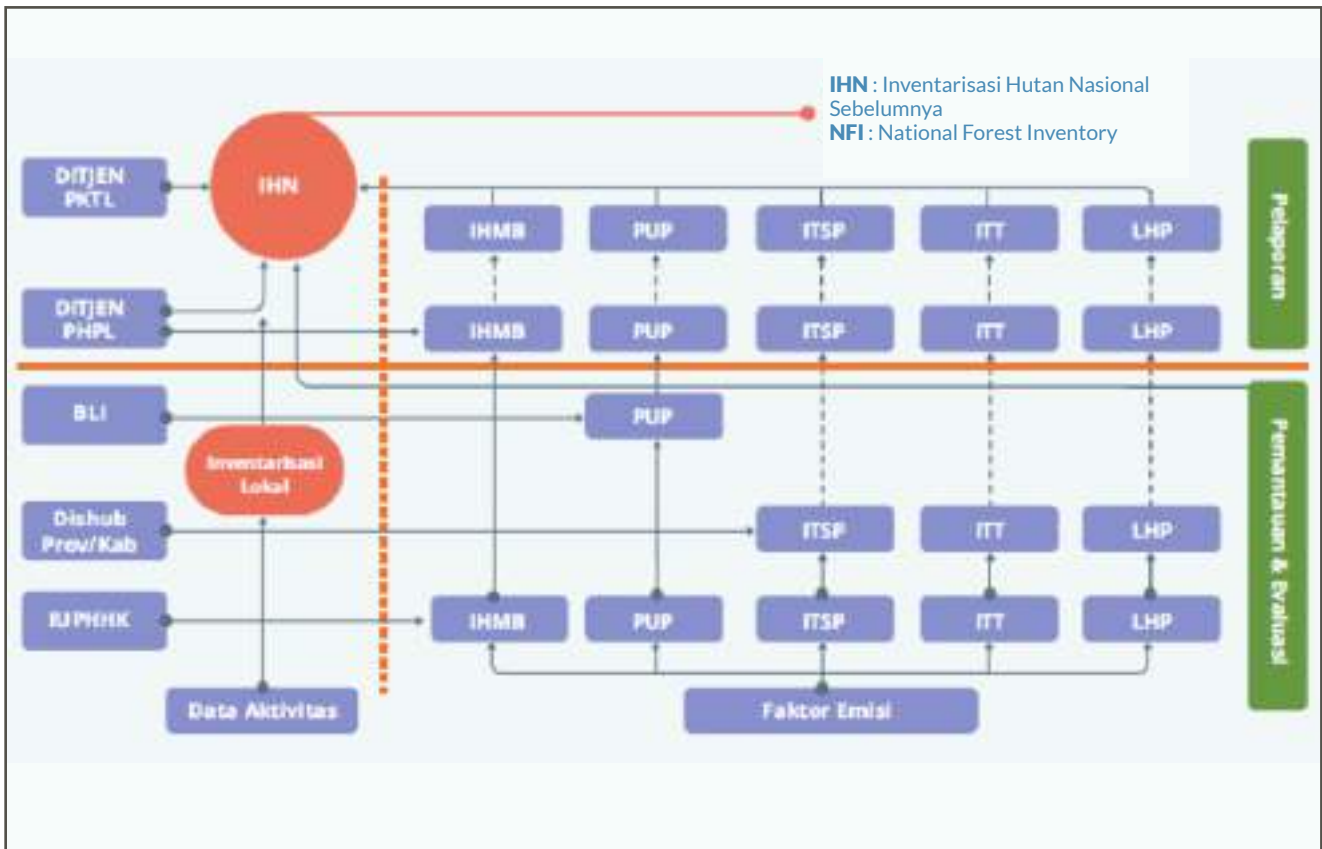 IHN : Inventarisasi Hutan Nasional
Sebelumnya
NFI : National Forest Inventory
DITJEN
PKTL
IHN
IHMB
PUP
ITSP
ITT
LHP
Pelaporan
DITJEN
PHPL
IHMB
PUP
ITSP
ITT
LHP
BLI
PUP
Inventarisasi
Lokal
Pemantauan & Evaluasi
Dishub
Prov/Kab
ITSP
ITT
LHP
IUPHHK
IHMB
PUP
ITSP
ITT
LHP
Data Aktivitas
Faktor Emisi